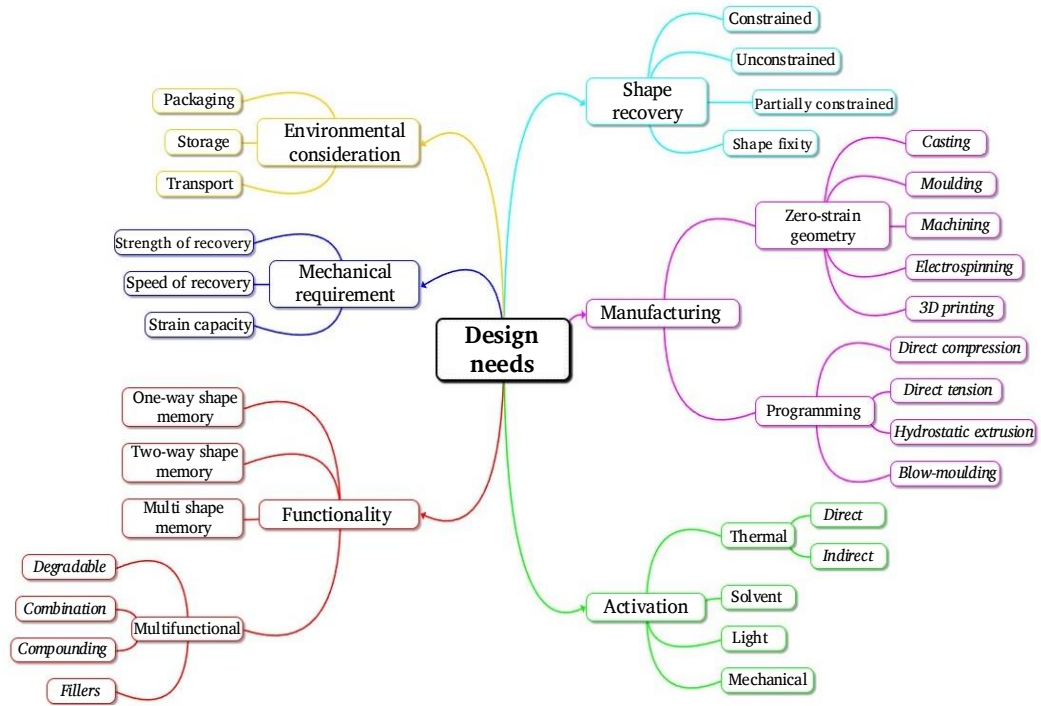 Design
needs
Shape
recovery
Constrained
Unconstrained
Partially constrained
Shape fixity
Manufacturing
Zero-strain
geometry
Casting
Moulding
Machining
Electrospinning
3D printing
Programming
Direct compression
Direct tension
Hydrostatic extrusion
Blow-moulding
Activation
Thermal
Direct
Indirect
Solvent
Light
Mechanical
Environmental
consideration
Packaging
Storage
Transport
Mechanical
requirement
Strength of recovery
Speed of recovery
Strain capacity
Functionality
One-way shape
memory
Two-way shape
memory
Multi shape
memory
Multifunctional
Degradable
Combination
Compounding
Fillers